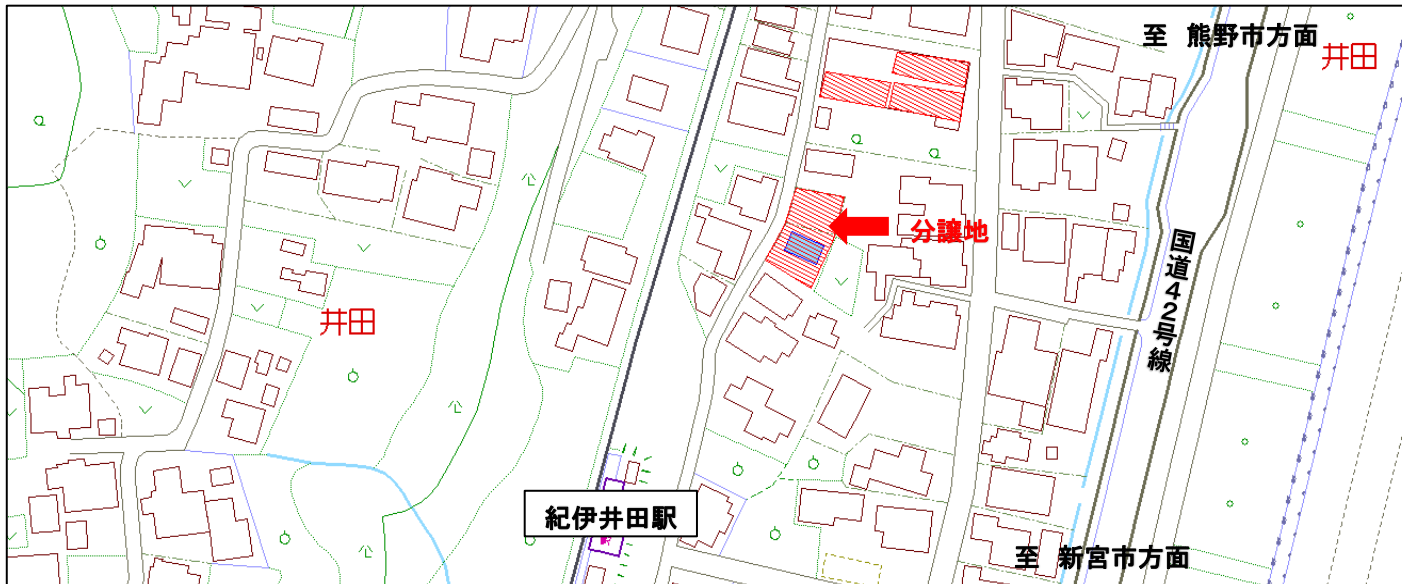 至 熊野市方面
井田
分譲地
国道42号線
井田
紀伊井田駅
至 新宮市方面